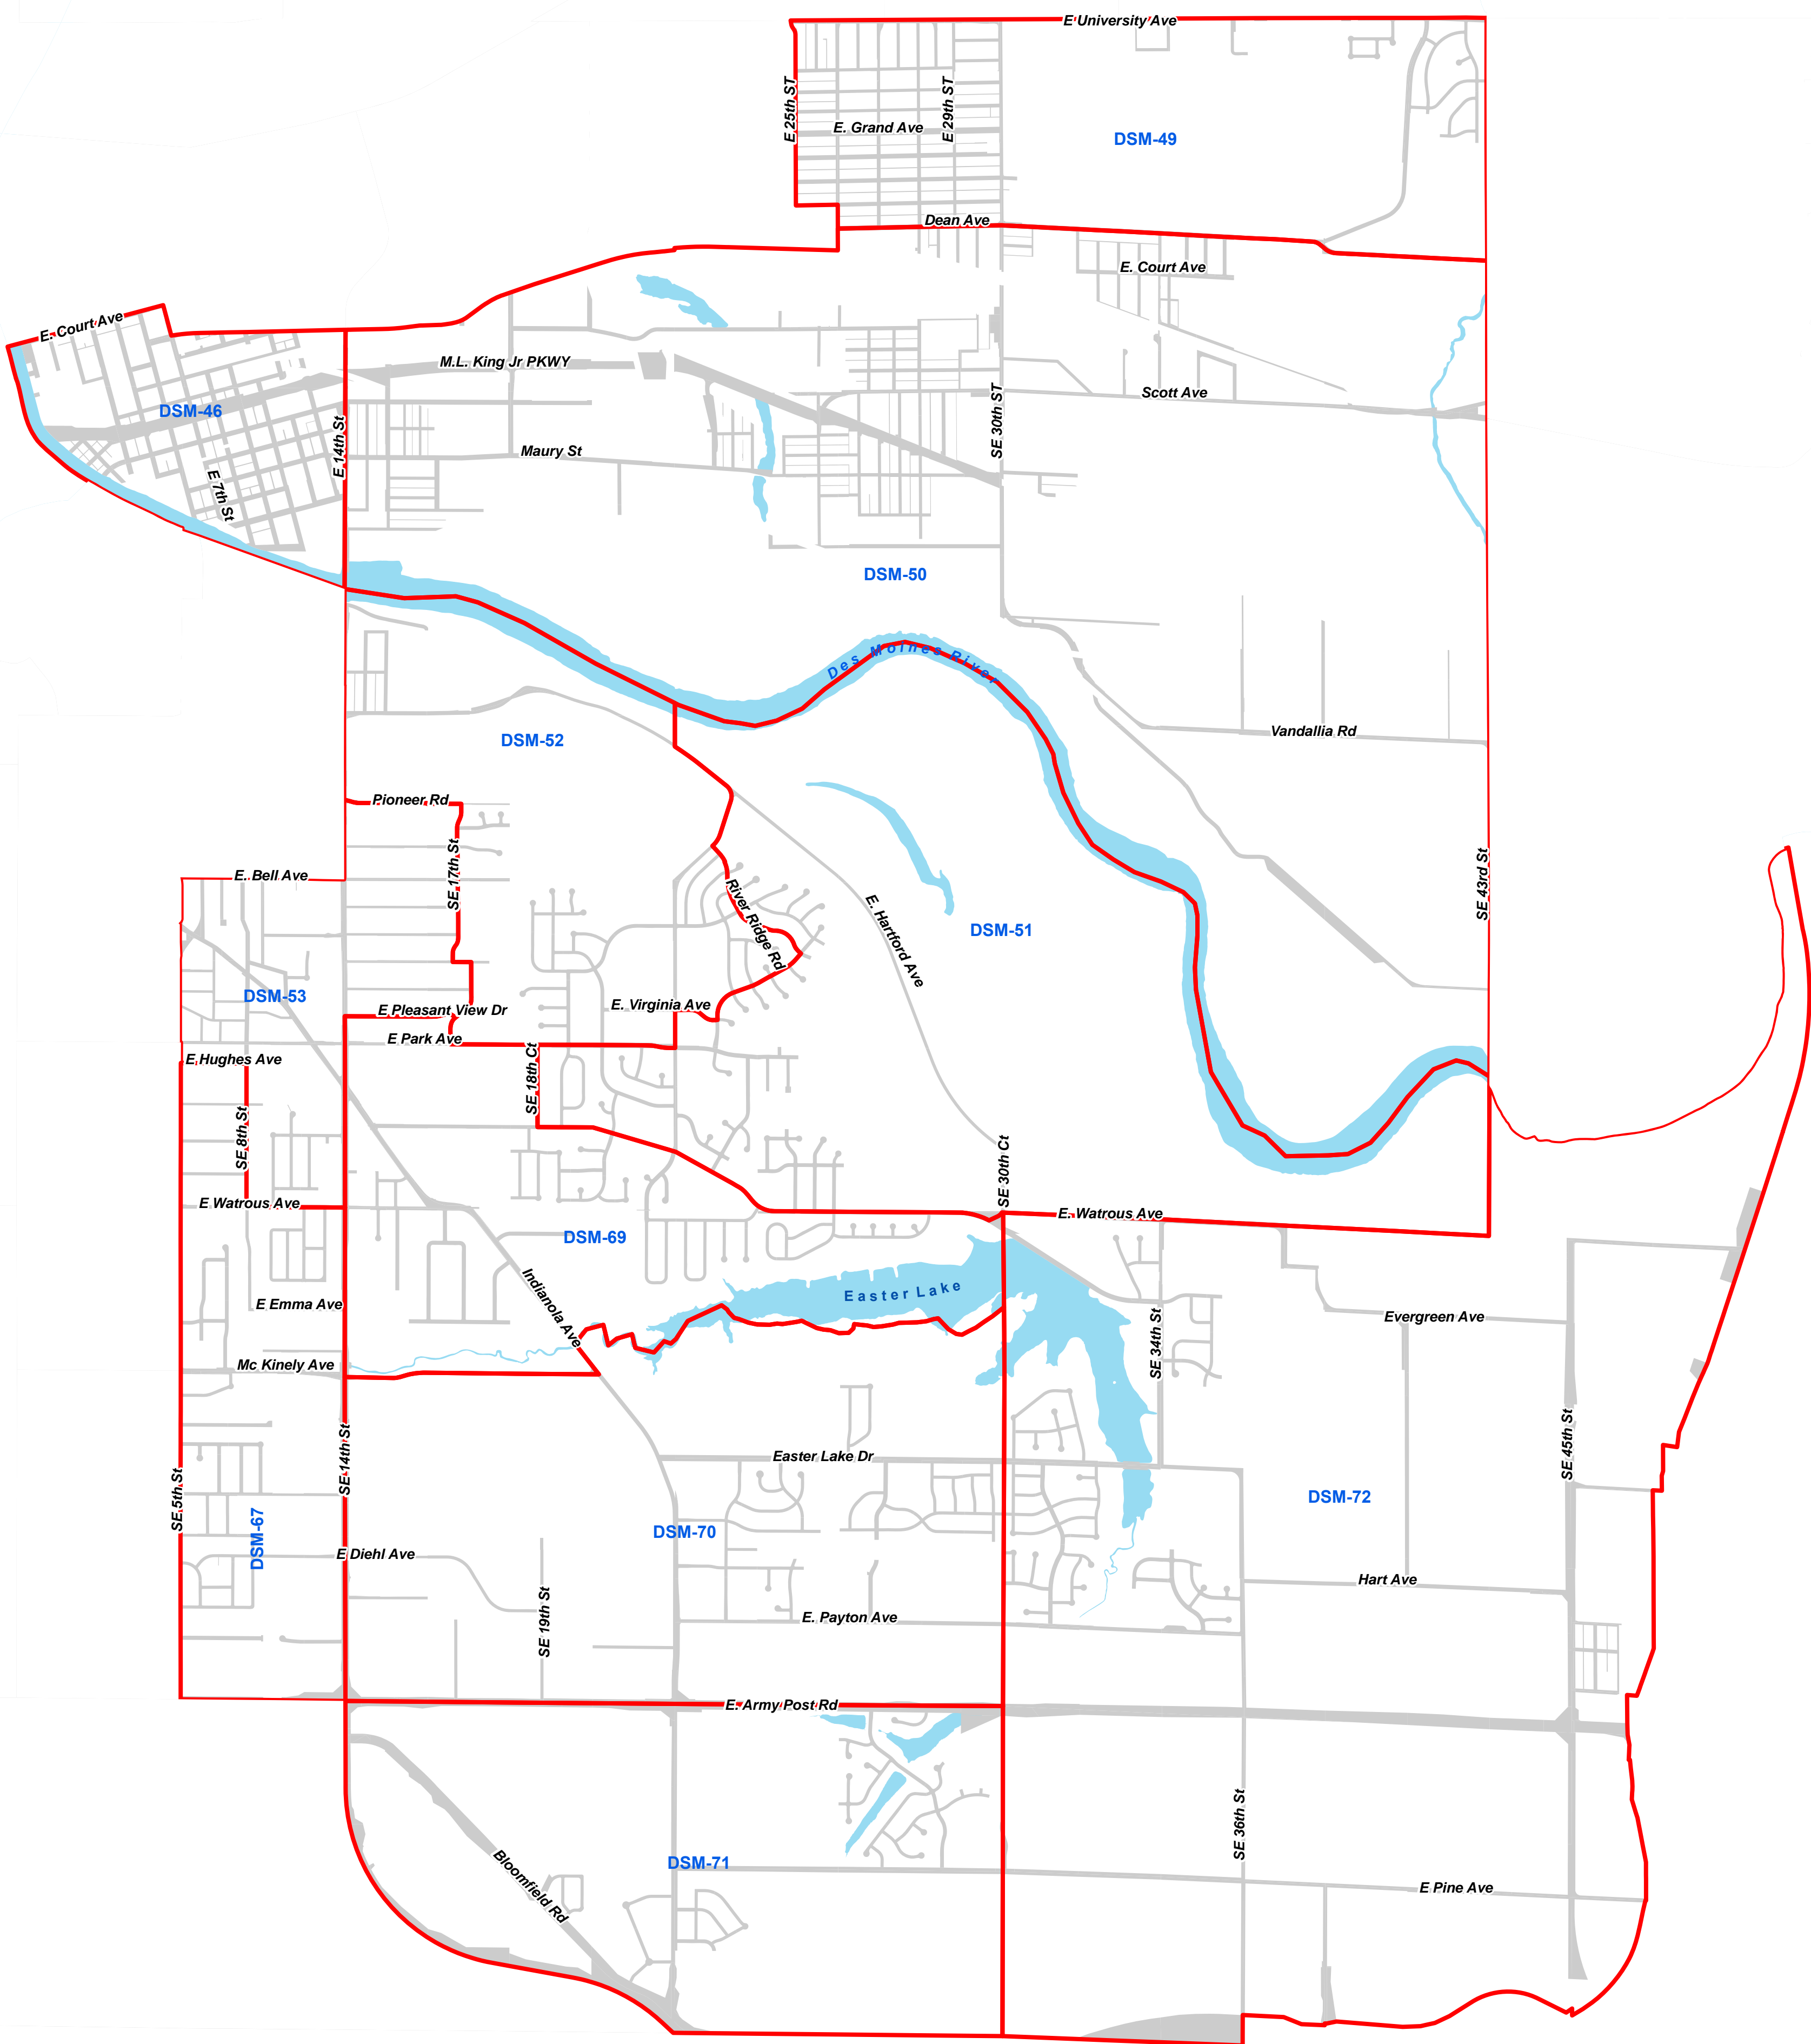 E University Ave
E 25th ST
E 29th ST
E. Grand Ave
DSM-49
Dean Ave
E. Court Ave
E. Court Ave
M.L. King Jr PKWY
Scott Ave
DSM-46
SE 30th ST
E 14th St
Maury St
E 7th St
DSM-50
Des Moines River
DSM-52
Vandallia Rd
Pioneer Rd
SE 17th St
E. Bell Ave
SE 43rd St
River Ridge Rd
E. Hartford Ave
DSM-51
DSM-53
E Pleasant View Dr
E. Virginia Ave
E Park Ave
E Hughes Ave
SE 18th Ct
SE 8th St
SE 30th Ct
E Watrous Ave
E. Watrous Ave
DSM-69
Easter Lake
E Emma Ave
Indianola Ave
SE 34th St
Evergreen Ave
Mc Kinely Ave
SE 14th St
SE 45th St
Easter Lake Dr
SE 5th St
DSM-72
DSM-67
DSM-70
E Diehl Ave
Hart Ave
SE 19th St
E. Payton Ave
E. Army Post Rd
SE 36th St
DSM-71
Bloomfield Rd
E Pine Ave